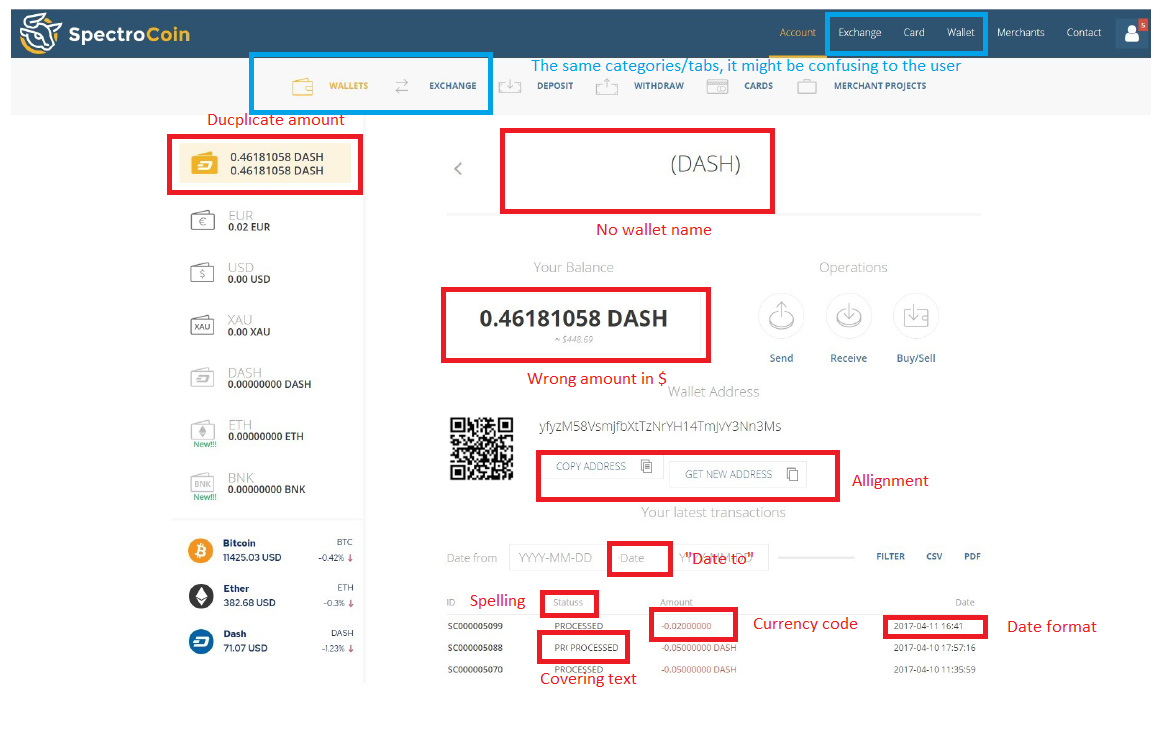 SpectroCoin
Account Exchange Card Wallet Merchants Contact 5
The same categories/tabs, it might be confusing to the user
WALLETS EXCHANGE DEPOSIT WITHDRAW CARDS MERCHANT PROJECTS
Ducplicate amount
0.46181058 DASH
0.46181058 DASH
(DASH)
No wallet name
EUR
0.02 EUR
USD
0.00 USD
XAU
XAU
0.00 XAU
DASH
0.00000000 DASH
ETH
0.00000000 ETH
New!!!
BNK
BNK
0.00000000 BNK
New!!!
Bitcoin BTC
11425.03 USD -0.42% ↓
Ether ETH
382.68 USD -0.3% ↓
Dash DASH
71.07 USD -1.23% ↓
Your Balance
0.46181058 DASH
≈ $448.69
Wrong amount in $
Operations
Send Receive Buy/Sell
Wallet Address
yfyzM58VsmjfbXtTzNrYH14TmjvY3Nn3Ms
COPY ADDRESS GET NEW ADDRESS
Allignment
Your latest transactions
Date from YYYY-MM-DD Date YYYY-MM-DD FILTER CSV PDF
"Date to"
ID Statuss Amount Date
Spelling
SC000005099 PROCESSED -0.02000000 2017-04-11 16:41
Currency code
Date format
SC000005088 PRI PROCESSED -0.05000000 DASH 2017-04-10 17:57:16
SC000005070 PROCESSED -0.05000000 DASH 2017-04-10 11:35:59
Covering text